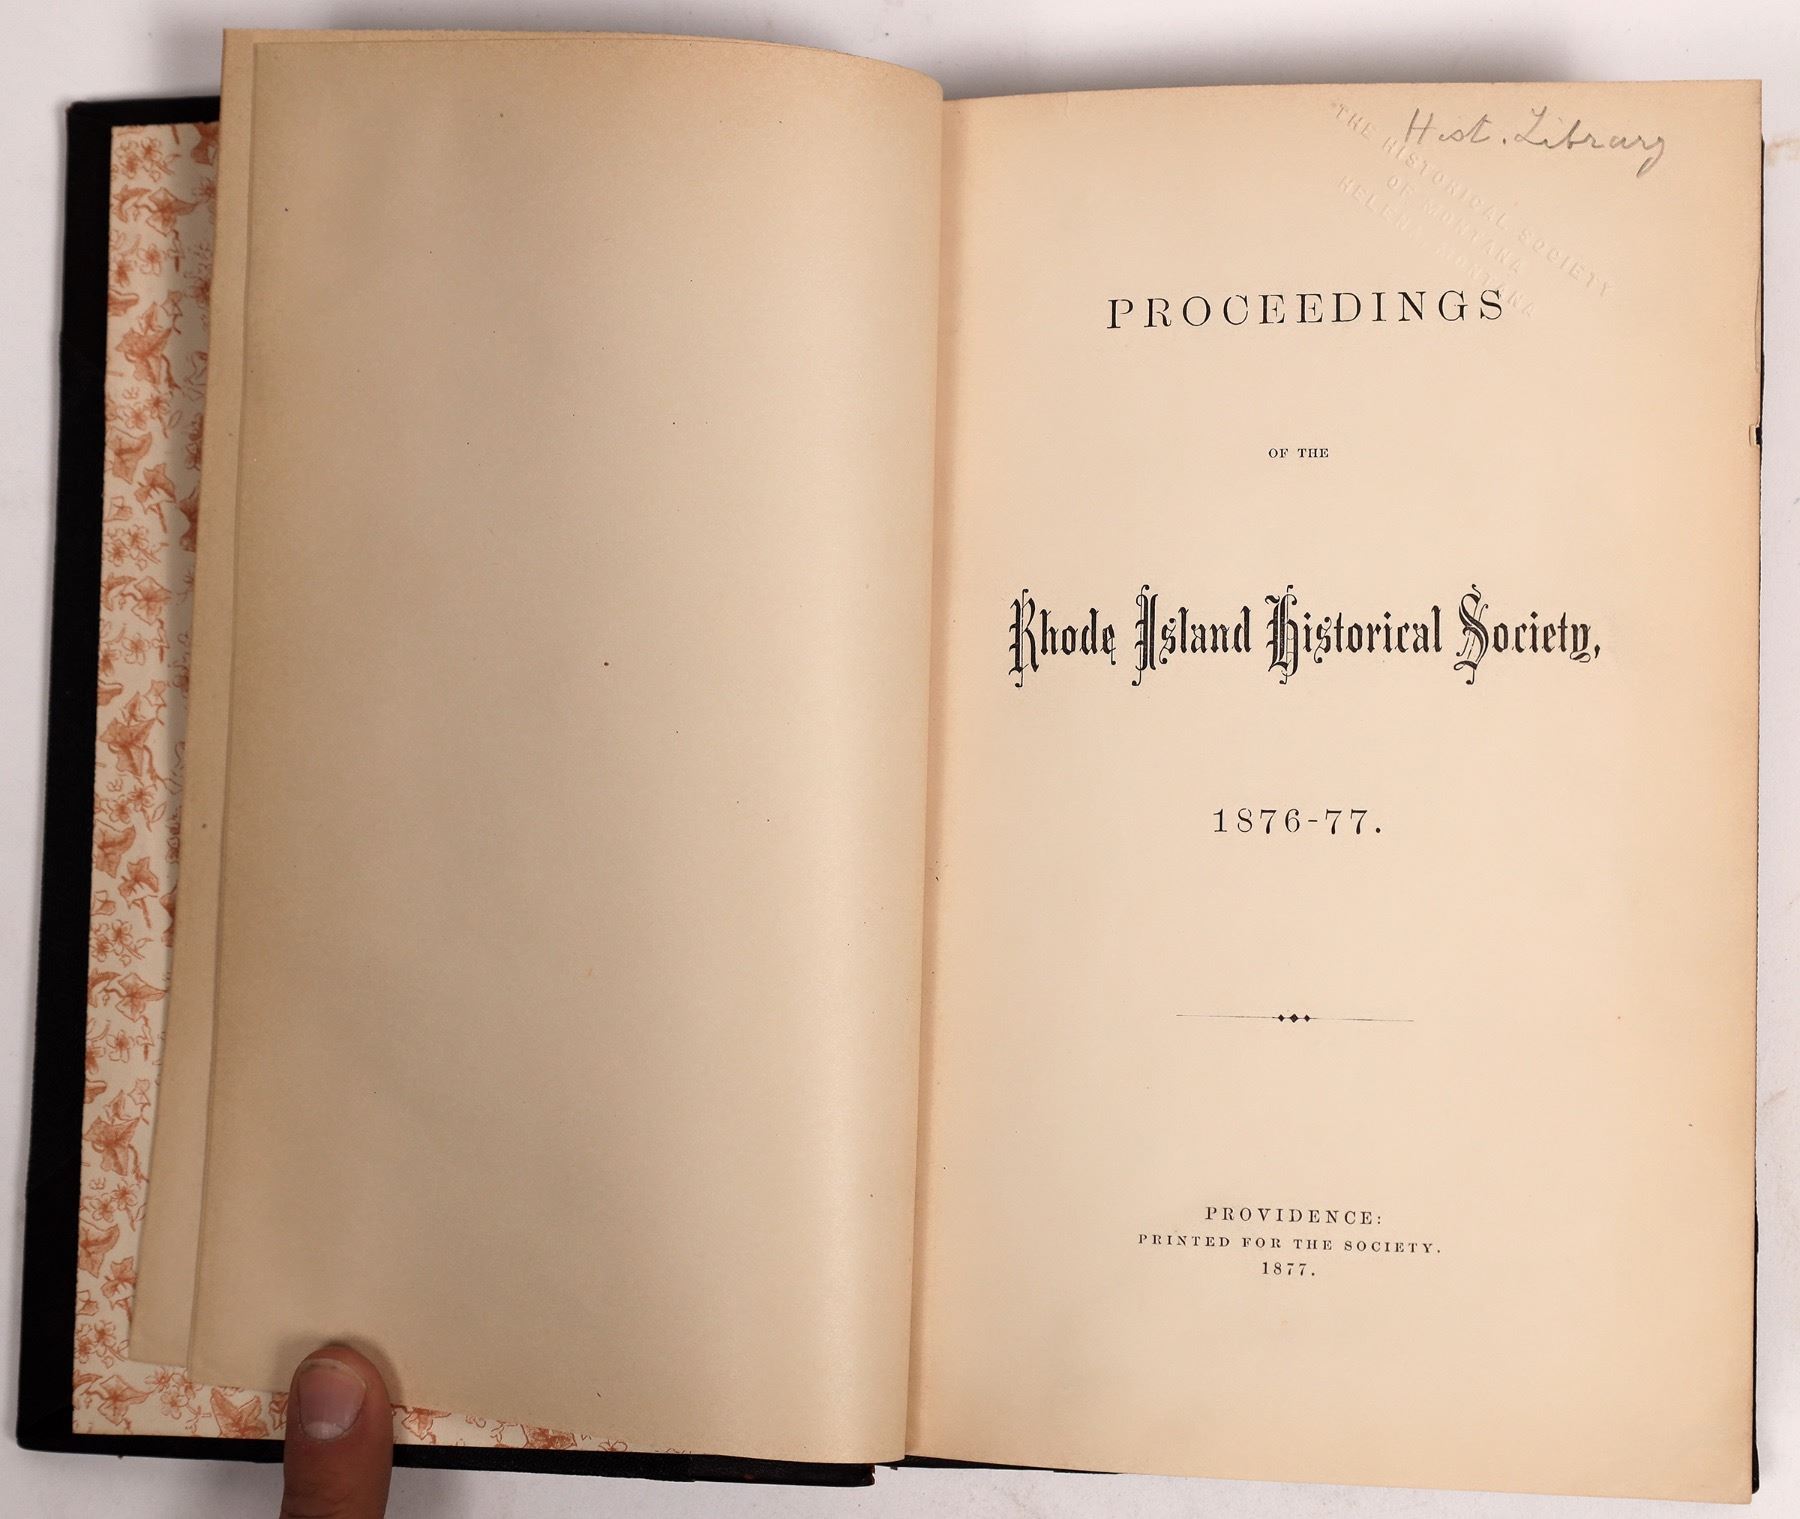 Hist. Library
THE HISTORICAL SOCIETY
OF MONTANA
HELENA, MONTANA
PROCEEDINGS
OF THE
Rhode Island Historical Society,
1876-77.
PROVIDENCE:
PRINTED FOR THE SOCIETY.
1877.